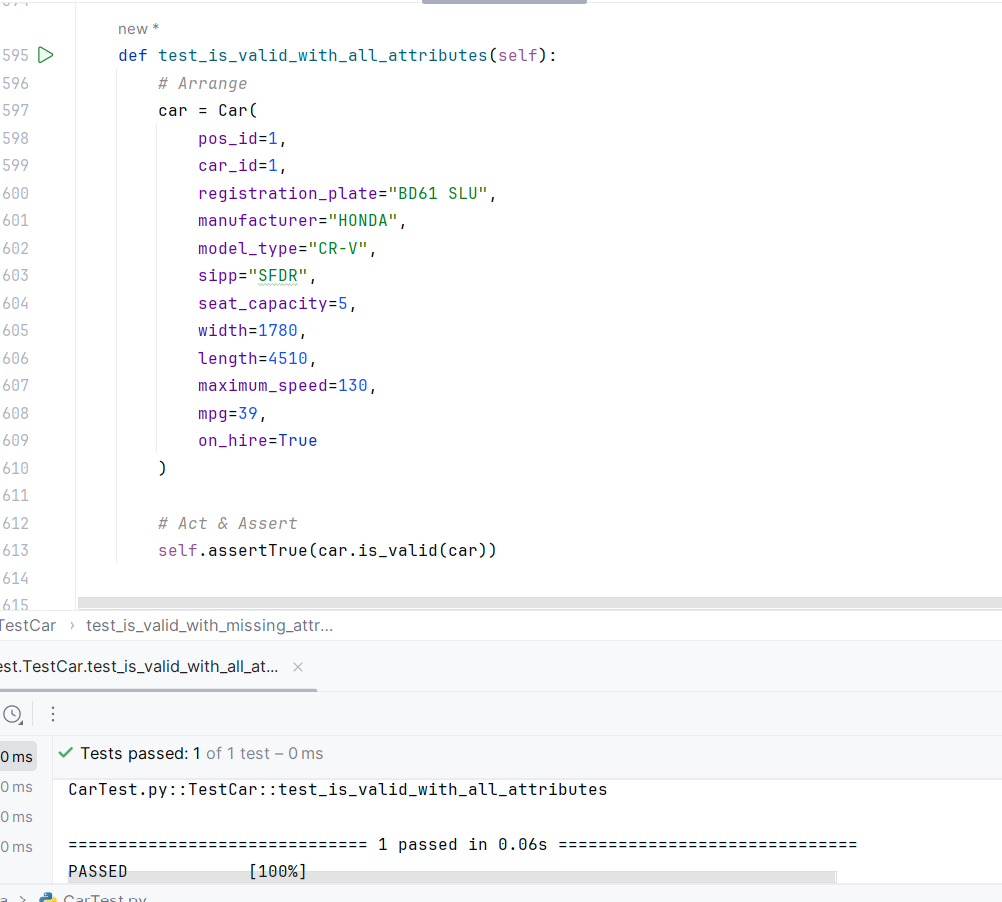 new *
595 def test_is_valid_with_all_attributes(self):
596 # Arrange
597 car = Car(
598 pos_id=1,
599 car_id=1,
600 registration_plate="BD61 SLU",
601 manufacturer="HONDA",
602 model_type="CR-V",
603 sipp="SFDR",
604 seat_capacity=5,
605 width=1780,
606 length=4510,
607 maximum_speed=130,
608 mpg=39,
609 on_hire=True
610 )
611
612 # Act & Assert
613 self.assertTrue(car.is_valid(car))
614
615
TestCar › test_is_valid_with_missing_attr...
est.TestCar.test_is_valid_with_all_at... ×
0 ms ✓ Tests passed: 1 of 1 test – 0 ms
0 ms CarTest.py::TestCar::test_is_valid_with_all_attributes
0 ms
0 ms ============================== 1 passed in 0.06s ==============================
PASSED [100%]
a > CarTest.py